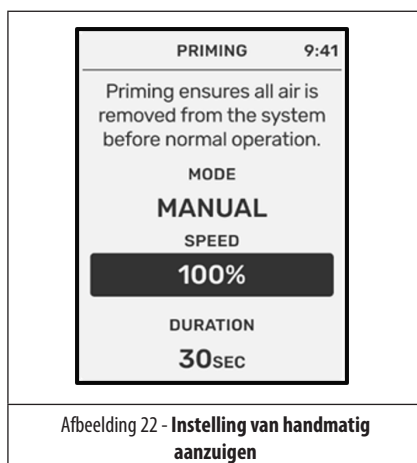 PRIMING 9:41
Priming ensures all air is
removed from the system
before normal operation.
MODE
MANUAL
SPEED
100%
DURATION
30SEC
Afbeelding 22 - Instelling van handmatig
aanzuigen